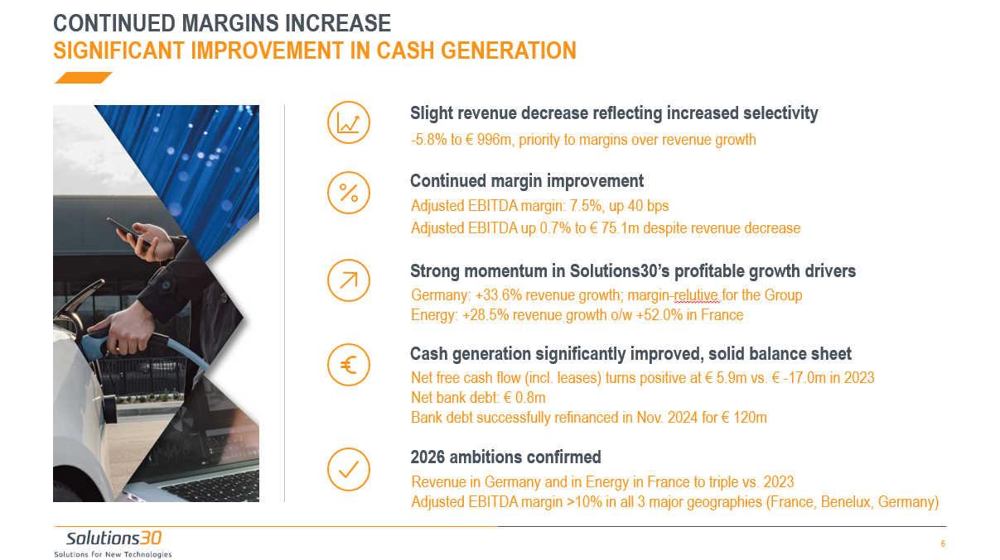 CONTINUED MARGINS INCREASE
SIGNIFICANT IMPROVEMENT IN CASH GENERATION
Slight revenue decrease reflecting increased selectivity
-5.8% to € 996m, priority to margins over revenue growth
Continued margin improvement
Adjusted EBITDA margin: 7.5%, up 40 bps
Adjusted EBITDA up 0.7% to € 75.1m despite revenue decrease
Strong momentum in Solutions30’s profitable growth drivers
Germany: +33.6% revenue growth; margin-relutive for the Group
Energy: +28.5% revenue growth o/w +52.0% in France
Cash generation significantly improved, solid balance sheet
Net free cash flow (incl. leases) turns positive at € 5.9m vs. € -17.0m in 2023
Net bank debt: € 0.8m
Bank debt successfully refinanced in Nov. 2024 for € 120m
2026 ambitions confirmed
Revenue in Germany and in Energy in France to triple vs. 2023
Adjusted EBITDA margin >10% in all 3 major geographies (France, Benelux, Germany)
Solutions30
Solutions for New Technologies
6